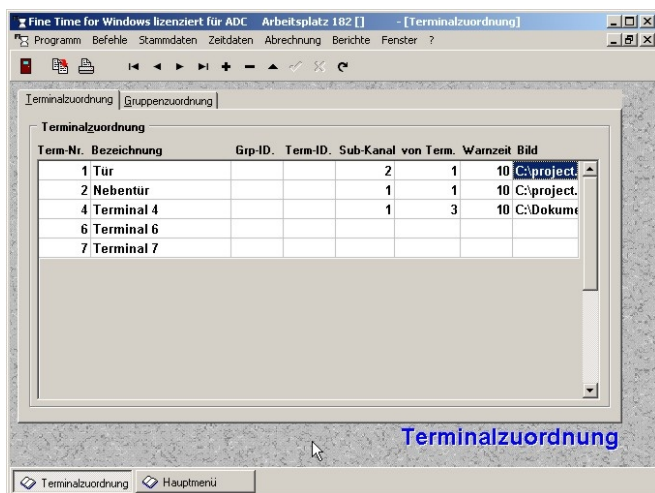 Fine Time for Windows lizenziert für ADC Arbeitsplatz 182 [] - [Terminalzuordnung]
Programm Befehle Stammdaten Zeitdaten Abrechnung Berichte Fenster ?
Terminalzuordnung Gruppenzuordnung
Terminalzuordnung
Term-Nr. Bezeichnung Grp-ID. Term-ID. Sub-Kanal von Term. Warnzeit Bild
1 Tür 2 1 10 C:\project.
2 Nebentür 1 1 10 C:\project.
4 Terminal 4 1 3 10 C:\Dokume
6 Terminal 6
7 Terminal 7
Terminalzuordnung
Terminalzuordnung Hauptmenü